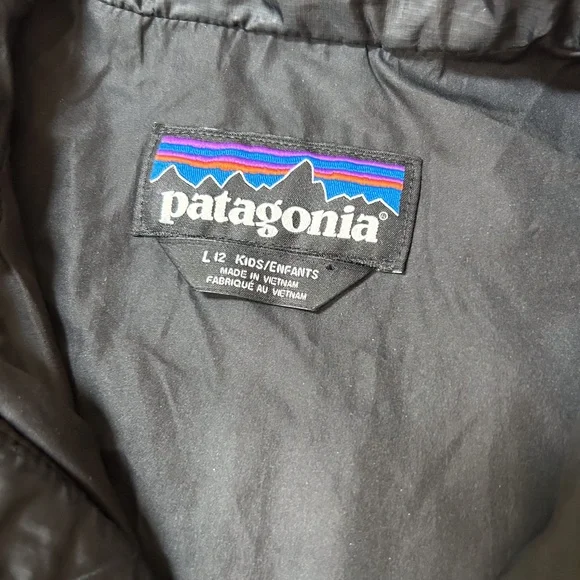 patagonia®
L 12 KIDS/ENFANTS
MADE IN VIETNAM
FABRIQUÉ AU VIETNAM